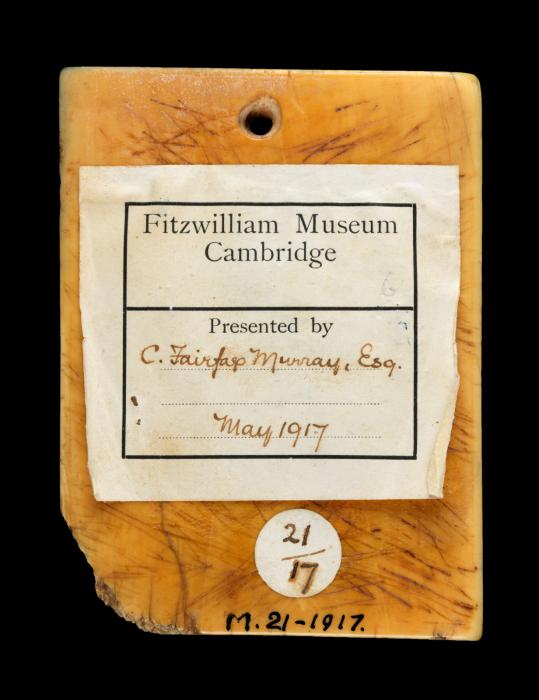 Fitzwilliam Museum
Cambridge
Presented by
C. Fairfax Murray, Esq.
May 1917
21
17
M.21-1917.